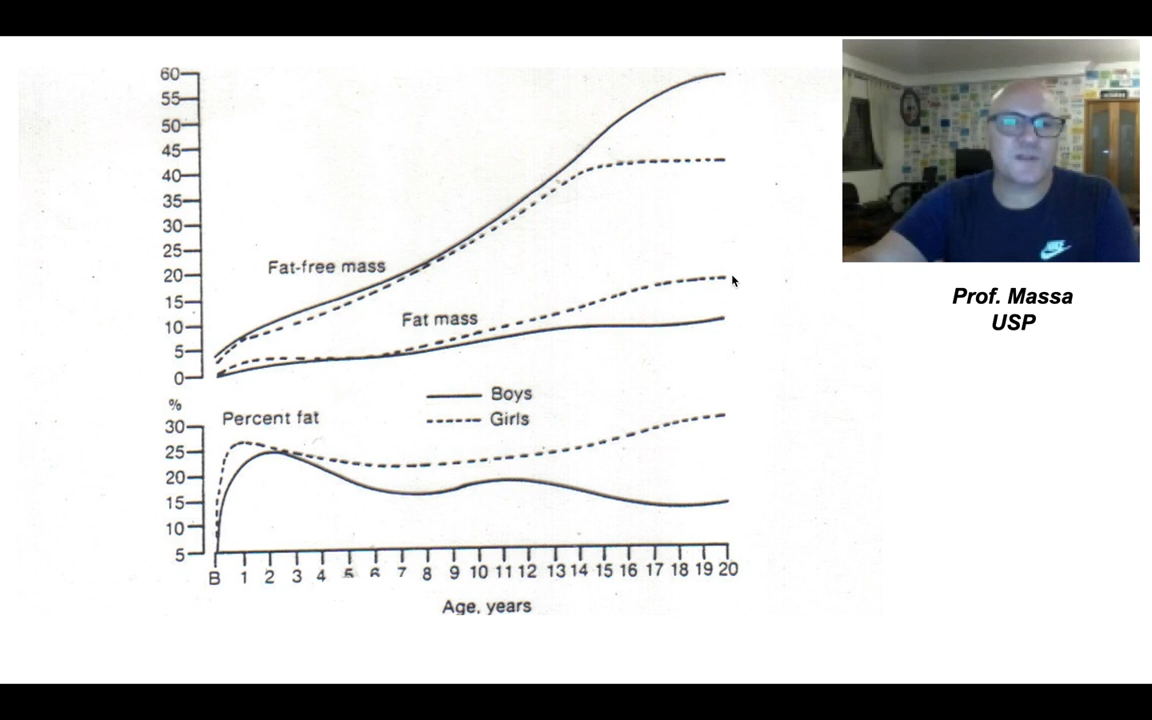 60
55
50
45
40
35
30
25
20
15
10
5
0
Fat-free mass
Fat mass
Boys
Girls
%
Percent fat
30
25
20
15
10
5
B 1 2 3 4 5 6 7 8 9 10 11 12 13 14 15 16 17 18 19 20
Age, years
Prof. Massa
USP